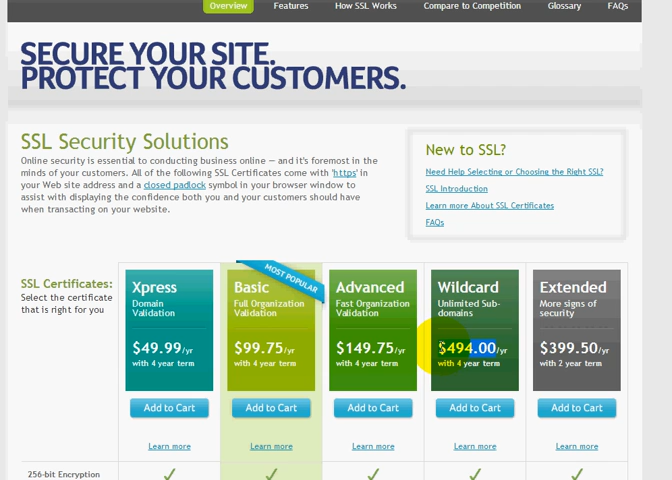 Overview Features How SSL Works Compare to Competition Glossary FAQs
SECURE YOUR SITE.
PROTECT YOUR CUSTOMERS.
SSL Security Solutions
Online security is essential to conducting business online — and it's foremost in the
minds of your customers. All of the following SSL Certificates come with 'https' in
your Web site address and a closed padlock symbol in your browser window to
assist with displaying the confidence both you and your customers should have
when transacting on your website.
New to SSL?
Need Help Selecting or Choosing the Right SSL?
SSL Introduction
Learn more About SSL Certificates
FAQs
SSL Certificates:
Select the certificate
that is right for you
Xpress
Domain
Validation
$49.99/yr
with 4 year term
Add to Cart
Learn more
MOST POPULAR
Basic
Full Organization
Validation
$99.75/yr
with 4 year term
Add to Cart
Learn more
Advanced
Fast Organization
Validation
$149.75/yr
with 4 year term
Add to Cart
Learn more
Wildcard
Unlimited Sub-
domains
$494.00/yr
with 4 year term
Add to Cart
Learn more
Extended
More signs of
security
$399.50/yr
with 2 year term
Add to Cart
Learn more
256-bit Encryption